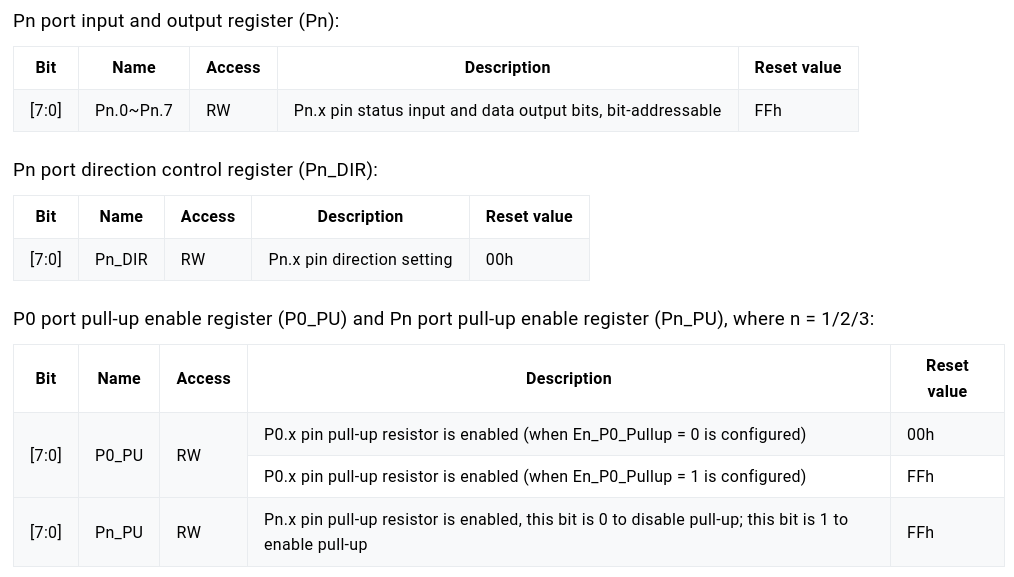 Pn port input and output register (Pn):
Bit Name Access Description Reset value
[7:0] Pn.0~Pn.7 RW Pn.x pin status input and data output bits, bit-addressable FFh
Pn port direction control register (Pn_DIR):
Bit Name Access Description Reset value
[7:0] Pn_DIR RW Pn.x pin direction setting 00h
P0 port pull-up enable register (P0_PU) and Pn port pull-up enable register (Pn_PU), where n = 1/2/3:
Bit Name Access Description Reset
value
[7:0] P0_PU RW P0.x pin pull-up resistor is enabled (when En_P0_Pullup = 0 is configured) 00h
P0.x pin pull-up resistor is enabled (when En_P0_Pullup = 1 is configured) FFh
[7:0] Pn_PU RW Pn.x pin pull-up resistor is enabled, this bit is 0 to disable pull-up; this bit is 1 to
enable pull-up FFh